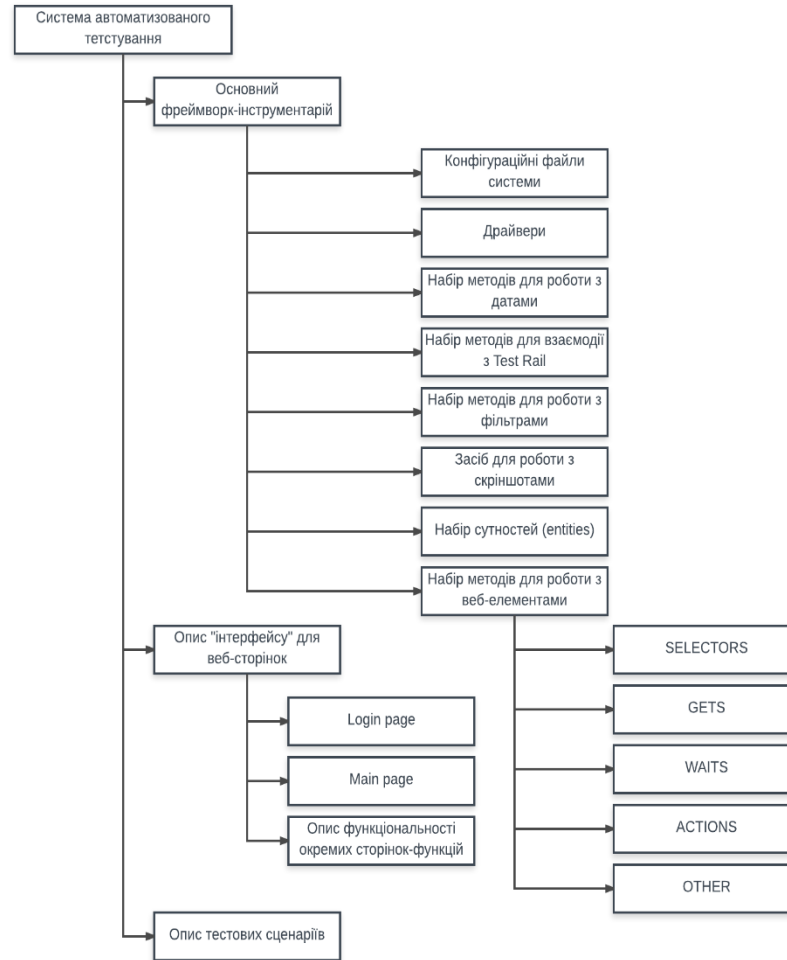 Система автоматизованого
тетстування
Основний
фреймворк-інструментарій
Конфігураційні файли
системи
Драйвери
Набір методів для роботи з
датами
Набір методів для взаємодії
з Test Rail
Набір методів для роботи з
фільтрами
Засіб для роботи з
скріншотами
Набір сутностей (entities)
Набір методів для роботи з
веб-елементами
SELECTORS
GETS
WAITS
ACTIONS
OTHER
Опис "інтерфейсу" для
веб-сторінок
Login page
Main page
Опис функціональності
окремих сторінок-функцій
Опис тестових сценаріїв